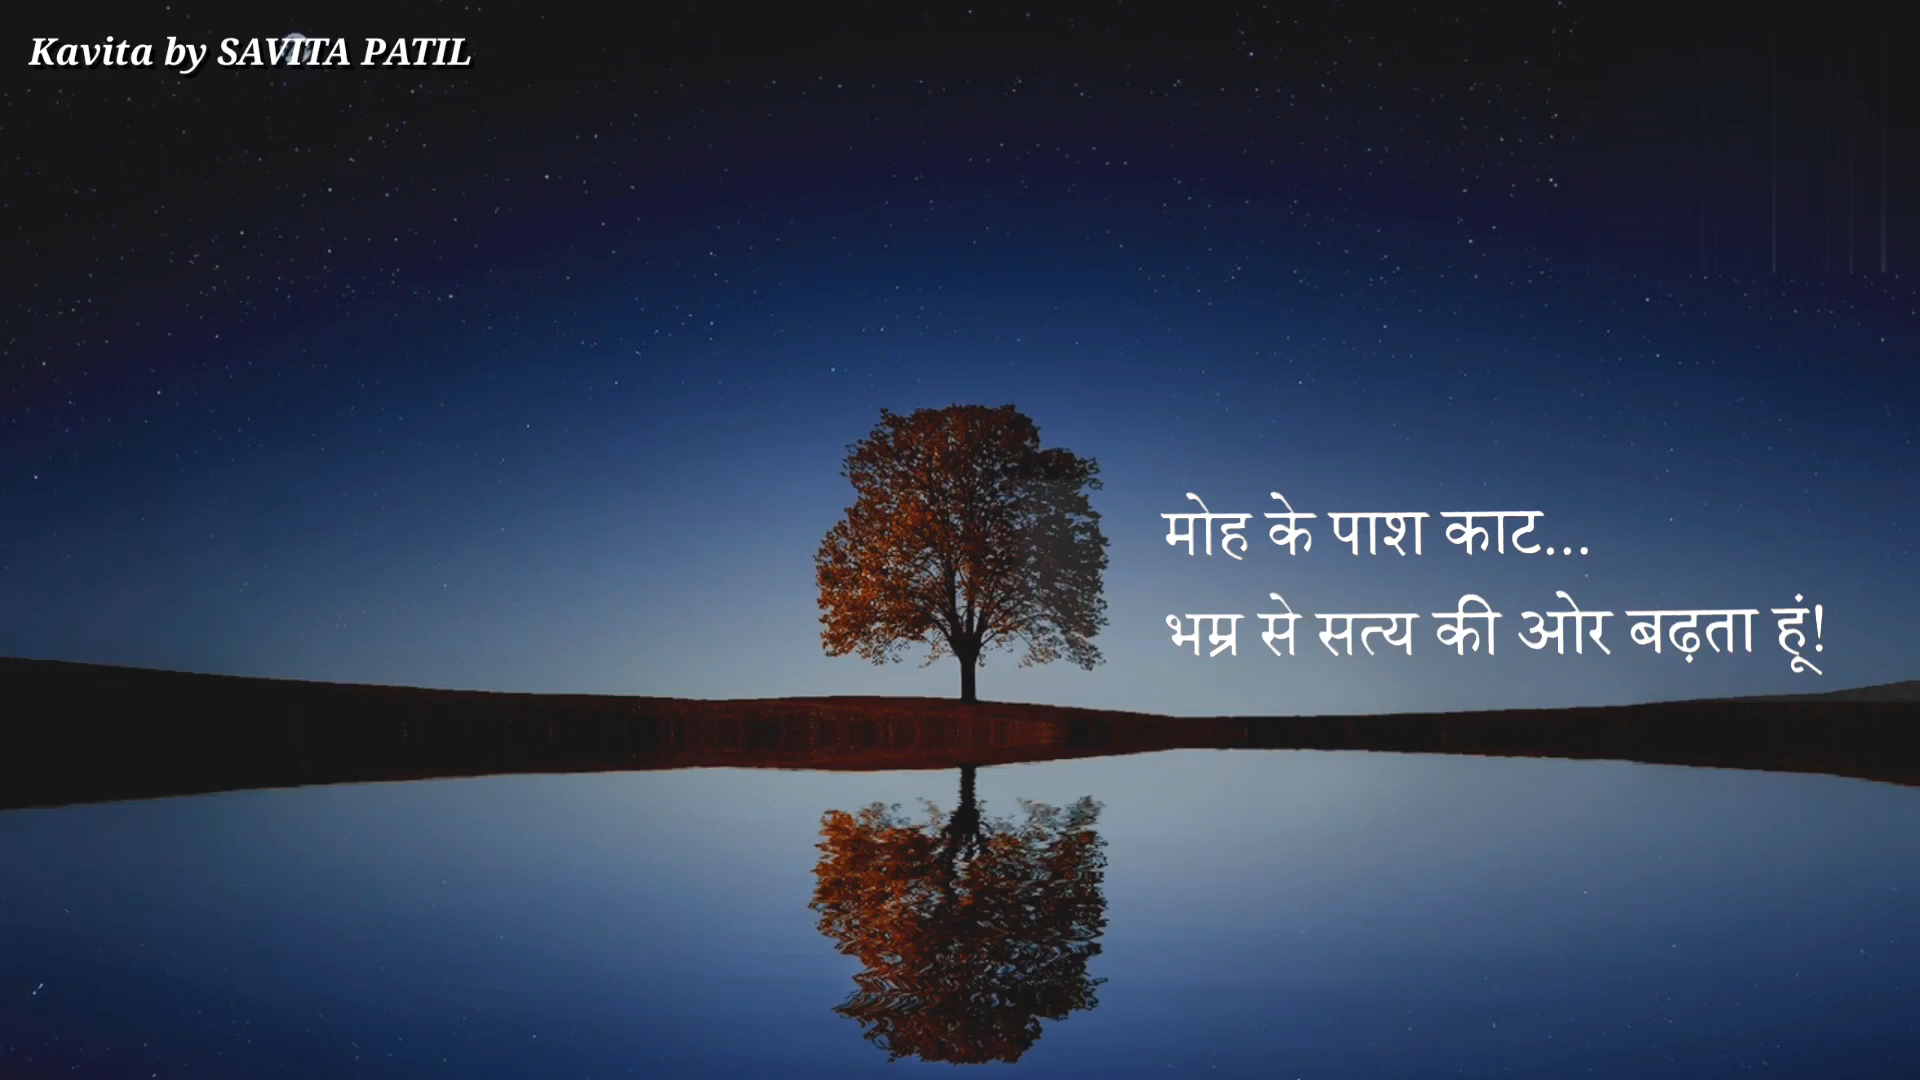 Kavita by SAVITA PATIL
मोह के पाश काट...
भम्र से सत्य की ओर बढ़ता हूं!